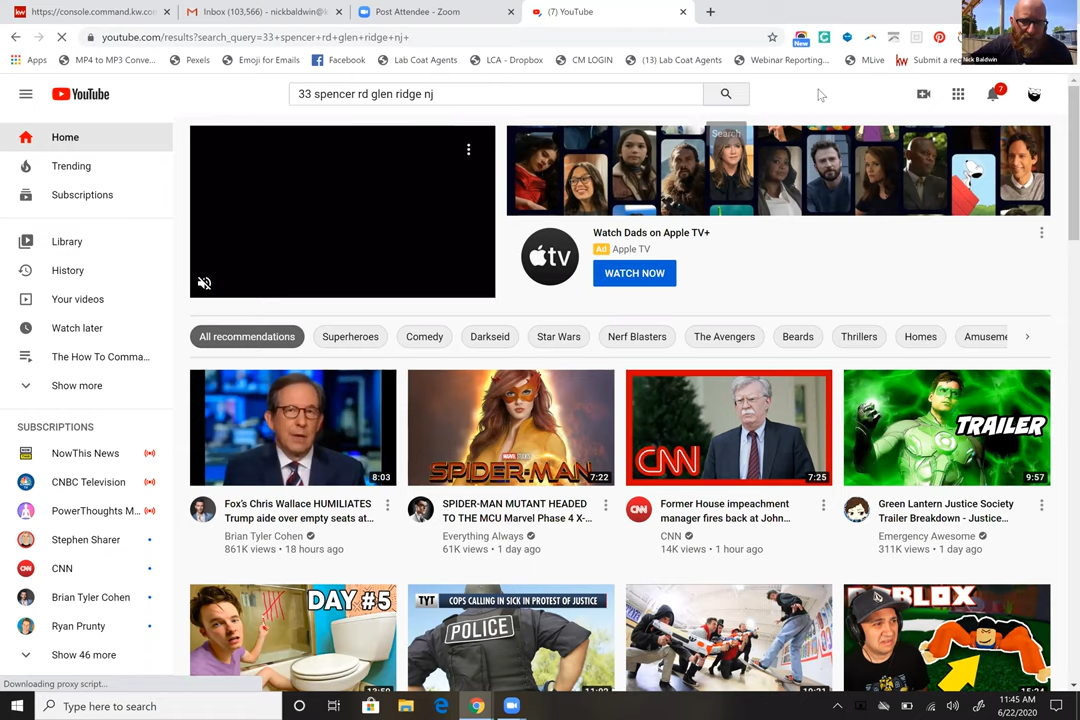 https://console.command.kw.co
Inbox (103,566) - nickbaldwin@
Post Attendee - Zoom
(7) YouTube
youtube.com/results?search_query=33+spencer+rd+glen+ridge+nj+
New
Nick Baldwin
Apps
MP4 to MP3 Conve...
Pexels
Emoji for Emails
Facebook
Lab Coat Agents
LCA - Dropbox
CM LOGIN
(13) Lab Coat Agents
Webinar Reporting...
MLive
kw
Submit a re
YouTube
33 spencer rd glen ridge nj
7
Search
Home
Trending
Subscriptions
Library
History
Your videos
Watch later
The How To Comma...
Show more
SUBSCRIPTIONS
NowThis News
CNBC Television
PowerThoughts M...
Stephen Sharer
CNN
Brian Tyler Cohen
Ryan Prunty
Show 46 more
tv
Watch Dads on Apple TV+
Ad Apple TV
WATCH NOW
All recommendations
Superheroes
Comedy
Darkseid
Star Wars
Nerf Blasters
The Avengers
Beards
Thrillers
Homes
Amuseme
8:03
MARVEL STUDIOS
SPIDER-MAN
7:22
CNN
7:25
TRAILER
9:57
Fox's Chris Wallace HUMILIATES
Trump aide over empty seats at...
Brian Tyler Cohen
861K views • 18 hours ago
SPIDER-MAN MUTANT HEADED
TO THE MCU Marvel Phase 4 X-...
Everything Always
61K views • 1 day ago
CNN
Former House impeachment
manager fires back at John...
CNN
14K views • 1 hour ago
Green Lantern Justice Society
Trailer Breakdown - Justice...
Emergency Awesome
311K views • 1 day ago
DAY #5
TYT
COPS CALLING IN SICK IN PROTEST OF JUSTICE
POLICE
ROBLOX
Downloading proxy script...
Type here to search
11:45 AM
6/22/2020